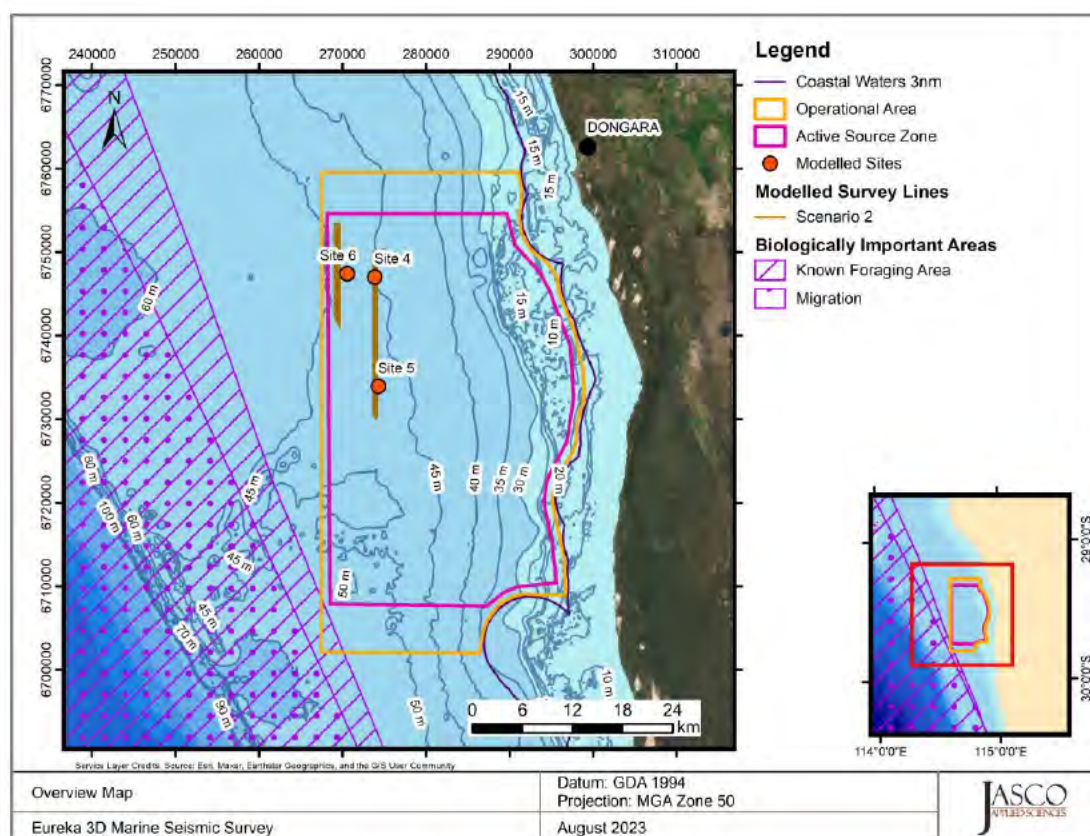 240000 250000 260000 270000 280000 290000 300000 310000
6770000
6760000
6750000
6740000
6730000
6720000
6710000
6700000
N
DONGARA
15 m
15 m
15 m
60 m
Site 6
Site 4
15 m
10 m
Site 5
45 m
40 m
35 m
30 m
20 m
80 m
100 m
60 m
45 m
45 m
45 m
70 m
90 m
50 m
50 m
10 m
0 6 12 18 24
km
Service Layer Credits: Source: Esri, Maxar, Earthstar Geographics, and the GIS User Community
Legend
Coastal Waters 3nm
Operational Area
Active Source Zone
Modelled Sites
Modelled Survey Lines
Scenario 2
Biologically Important Areas
Known Foraging Area
Migration
29°0'0"S
30°0'0"S
114°0'0"E 115°0'0"E
Overview Map
Eureka 3D Marine Seismic Survey
Datum: GDA 1994
Projection: MGA Zone 50
August 2023
JASCO
APPLIED SCIENCES